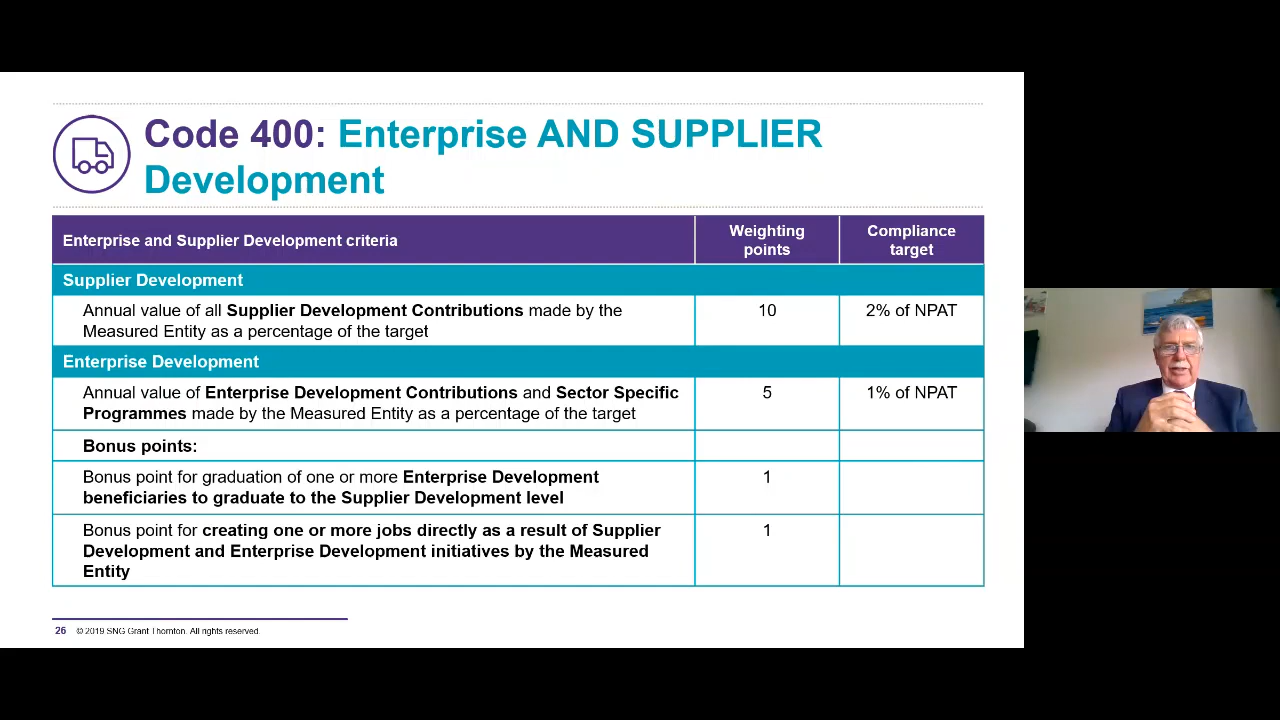 Code 400: Enterprise AND SUPPLIER
Development
Enterprise and Supplier Development criteria
Weighting
points
Compliance
target
Supplier Development
Annual value of all Supplier Development Contributions made by the
Measured Entity as a percentage of the target
10
2% of NPAT
Enterprise Development
Annual value of Enterprise Development Contributions and Sector Specific
Programmes made by the Measured Entity as a percentage of the target
5
1% of NPAT
Bonus points:
Bonus point for graduation of one or more Enterprise Development
beneficiaries to graduate to the Supplier Development level
1
Bonus point for creating one or more jobs directly as a result of Supplier
Development and Enterprise Development initiatives by the Measured
Entity
1
26 © 2019 SNG Grant Thornton. All rights reserved.